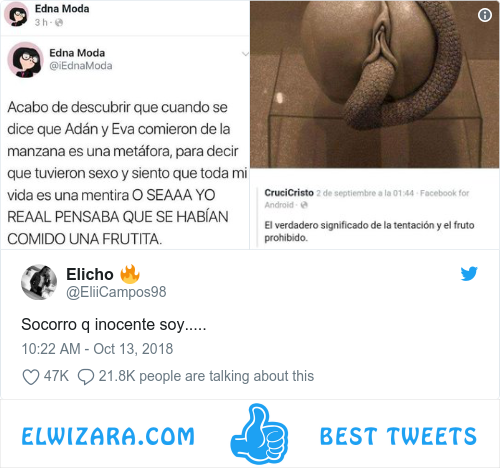 Edna Moda
3 h ·
Edna Moda
@iEdnaModa
Acabo de descubrir que cuando se
dice que Adán y Eva comieron de la
manzana es una metáfora, para decir
que tuvieron sexo y siento que toda mi
vida es una mentira O SEAAA YO
REAAL PENSABA QUE SE HABÍAN
COMIDO UNA FRUTITA.
CruciCristo 2 de septiembre a la 01:44 · Facebook for
Android ·
El verdadero significado de la tentación y el fruto
prohibido.
Elicho 🔥
@EliiCampos98
Socorro q inocente soy.....
10:22 AM - Oct 13, 2018
47K 21.8K people are talking about this
ELWIZARA.COM BEST TWEETS